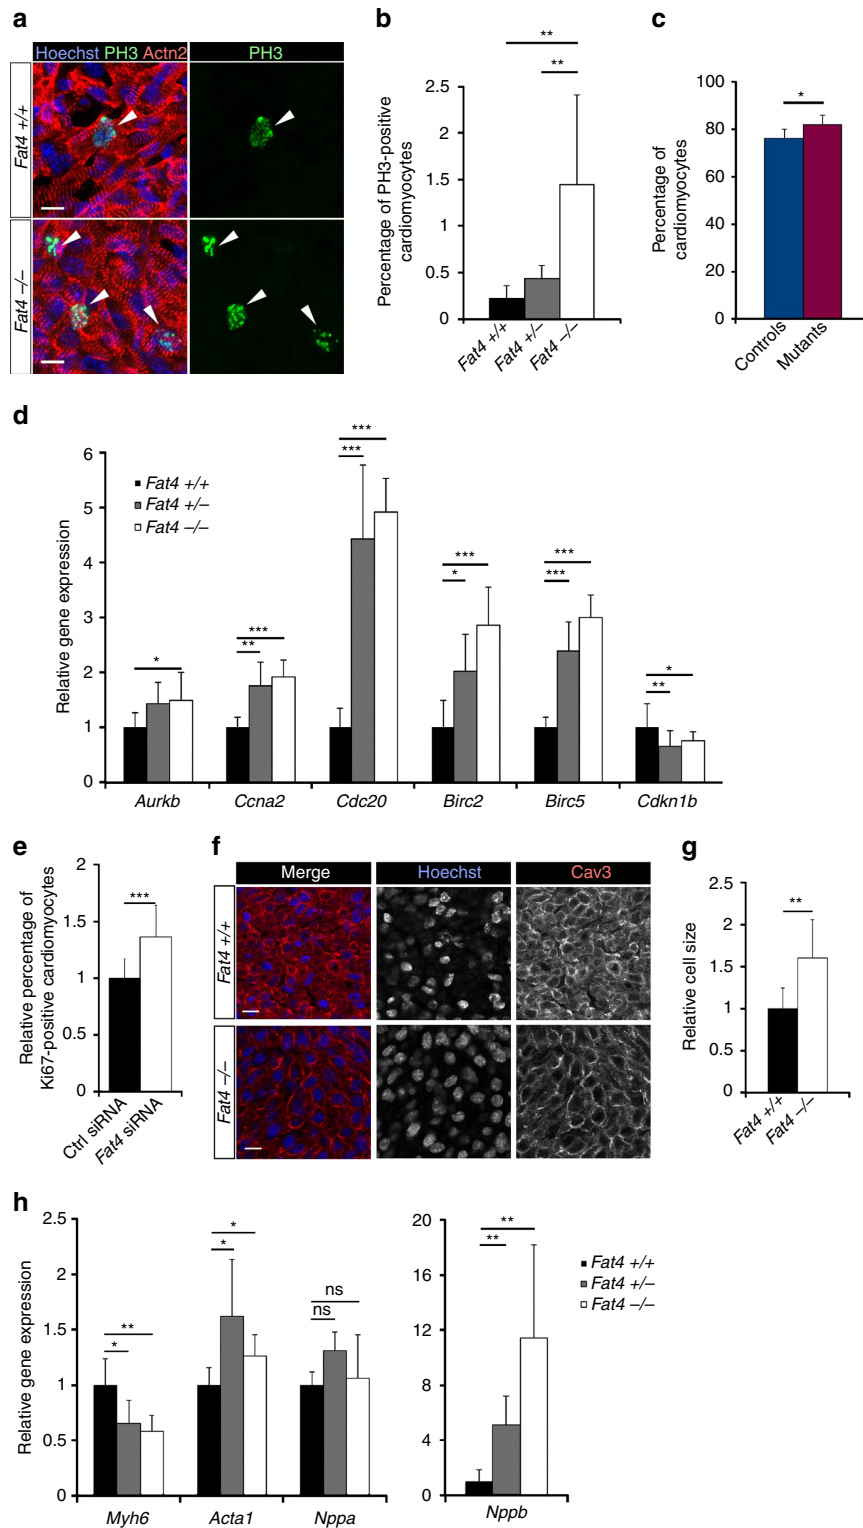 a
Hoechst PH3 Actn2
PH3
Fat4 +/+
Fat4 –/–
b
Percentage of PH3-positive
cardiomyocytes
2.5
2
1.5
1
0.5
0
**
**
Fat4 +/+
Fat4 +/–
Fat4 –/–
c
Percentage of
cardiomyocytes
100
80
60
40
20
0
*
Controls
Mutants
d
Relative gene expression
6
5
4
3
2
1
0
Fat4 +/+
Fat4 +/–
Fat4 –/–
*
***
**
***
***
***
*
***
***
*
**
Aurkb
Ccna2
Cdc20
Birc2
Birc5
Cdkn1b
e
Relative percentage of
Ki67-positive cardiomyocytes
2
1.5
1
0.5
0
***
Ctrl siRNA
Fat4 siRNA
f
Merge
Hoechst
Cav3
Fat4 +/+
Fat4 –/–
g
Relative cell size
2.5
2
1.5
1
0.5
0
**
Fat4 +/+
Fat4 –/–
h
Relative gene expression
2.5
2
1.5
1
0.5
0
**
*
*
*
ns
ns
Myh6
Acta1
Nppa
20
16
12
8
4
0
**
**
Nppb
Fat4 +/+
Fat4 +/–
Fat4 –/–